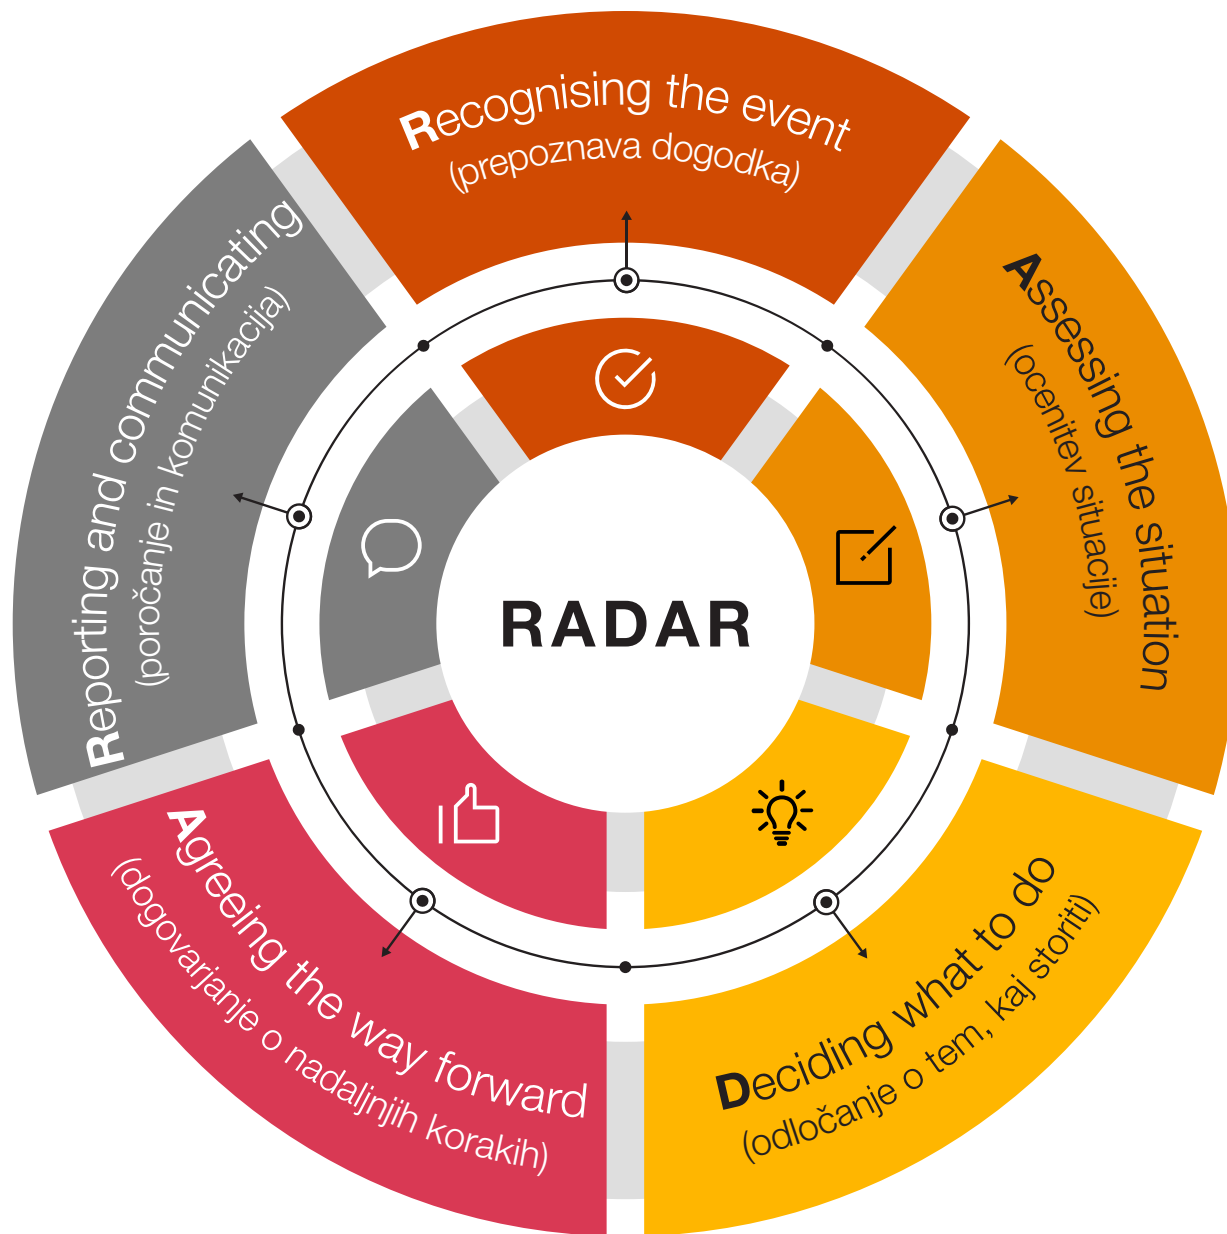 Recognising the event
(prepoznava dogodka)
Assessing the situation
(ocenitev situacije)
Deciding what to do
(odločanje o tem, kaj storiti)
Agreeing the way forward
(dogovarjanje o nadaljnjih korakih)
Reporting and communicating
(poročanje in komunikacija)
RADAR